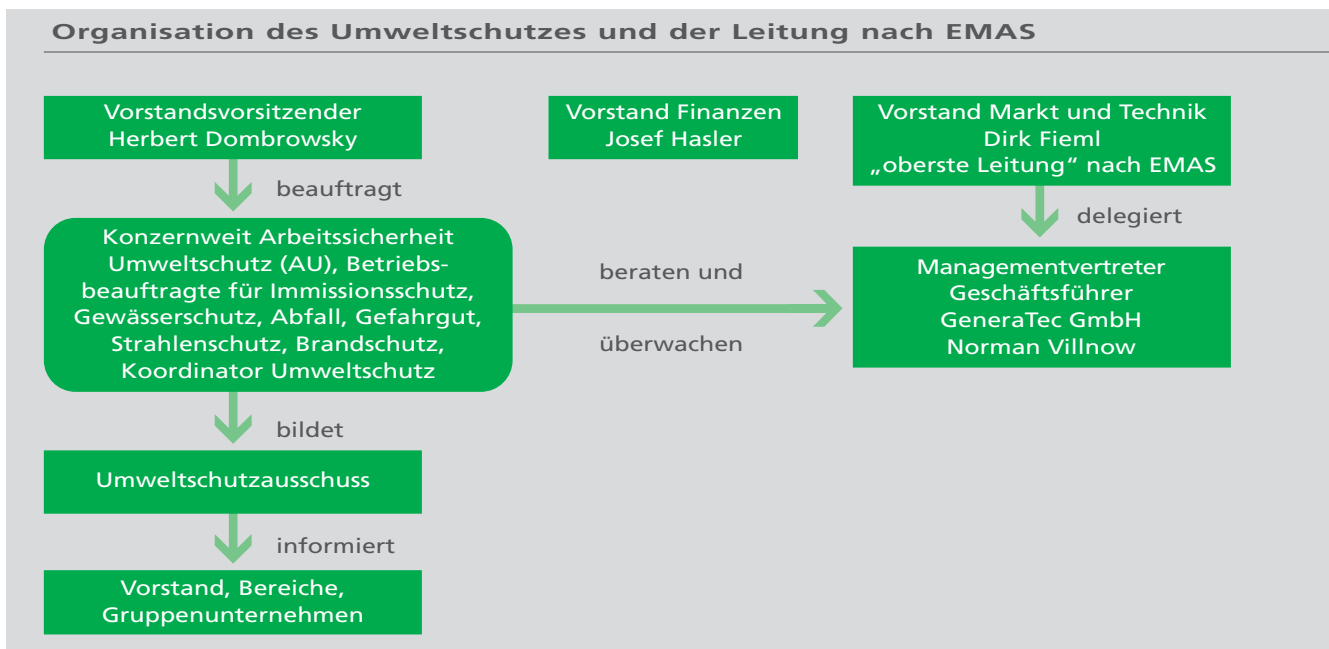 Organisation des Umweltschutzes und der Leitung nach EMAS
Vorstandsvorsitzender
Herbert Dombrowsky
Vorstand Finanzen
Josef Hasler
Vorstand Markt und Technik
Dirk Fieml
„oberste Leitung“ nach EMAS
beauftragt
delegiert
Konzernweit Arbeitssicherheit
Umweltschutz (AU), Betriebs-
beauftragte für Immissionsschutz,
Gewässerschutz, Abfall, Gefahrgut,
Strahlenschutz, Brandschutz,
Koordinator Umweltschutz
beraten und
überwachen
Managementvertreter
Geschäftsführer
GeneraTec GmbH
Norman Villnow
bildet
Umweltschutzausschuss
informiert
Vorstand, Bereiche,
Gruppenunternehmen